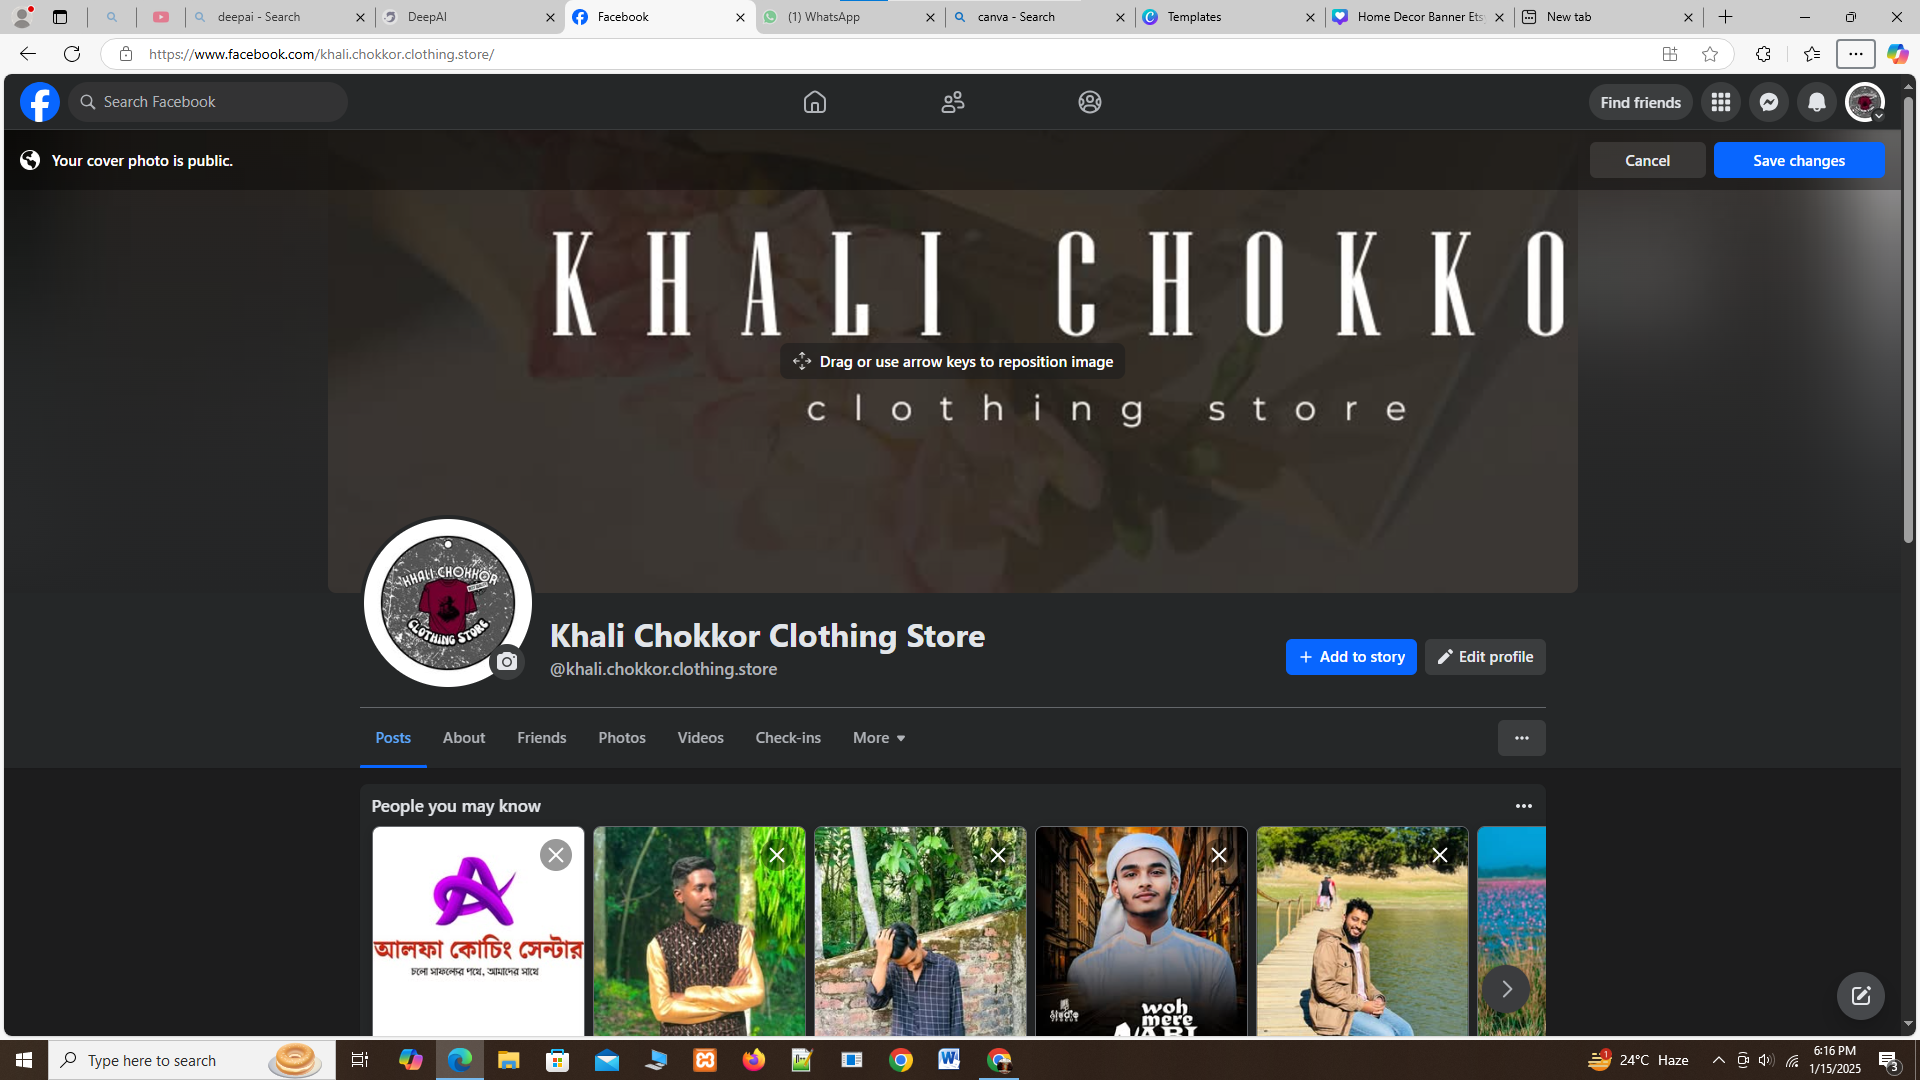 deepai - Search
DeepAI
Facebook
(1) WhatsApp
canva - Search
Templates
Home Decor Banner Ets
New tab
https://www.facebook.com/khali.chokkor.clothing.store/
Search Facebook
Find friends
Your cover photo is public.
Cancel
Save changes
KHALI CHOKKO
Drag or use arrow keys to reposition image
clothing store
KHALI CHOKKOR
CLOTHING STORE
Khali Chokkor Clothing Store
@khali.chokkor.clothing.store
+ Add to story
Edit profile
Posts
About
Friends
Photos
Videos
Check-ins
More
People you may know
আলফা কোচিং সেন্টার
চলো সাফল্যের পথে, আমাদের সাথে
Studio
woh
mere
Type here to search
1
24°C Haze
6:16 PM
1/15/2025
3